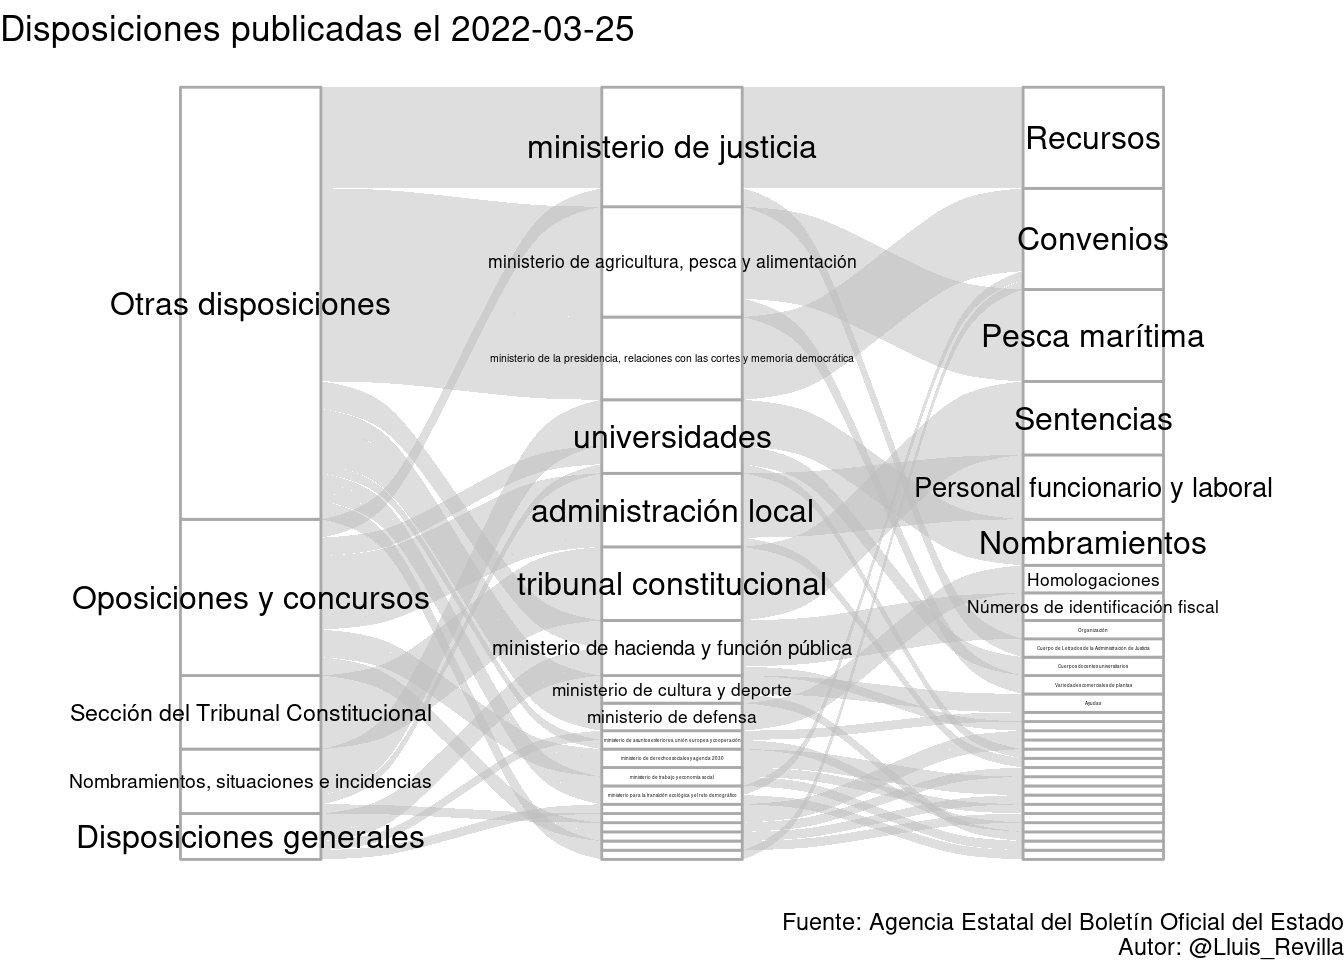 Disposiciones publicadas el 2022-03-25
Otras disposiciones
Oposiciones y concursos
Sección del Tribunal Constitucional
Nombramientos, situaciones e incidencias
Disposiciones generales
ministerio de justicia
ministerio de agricultura, pesca y alimentación
ministerio de la presidencia, relaciones con las cortes y memoria democrática
universidades
administración local
tribunal constitucional
ministerio de hacienda y función pública
ministerio de cultura y deporte
ministerio de defensa
ministerio de asuntos exteriores, unión europea y cooperación
ministerio de derechos sociales y agenda 2030
ministerio de trabajo y economía social
ministerio para la transición ecológica y el reto demográfico
Recursos
Convenios
Pesca marítima
Sentencias
Personal funcionario y laboral
Nombramientos
Homologaciones
Números de identificación fiscal
Organización
Cuerpo de Letrados de la Administración de Justicia
Cuerpos docentes universitarios
Variedades comerciales de plantas
Ayudas
Fuente: Agencia Estatal del Boletín Oficial del Estado
Autor: @Lluis_Revilla